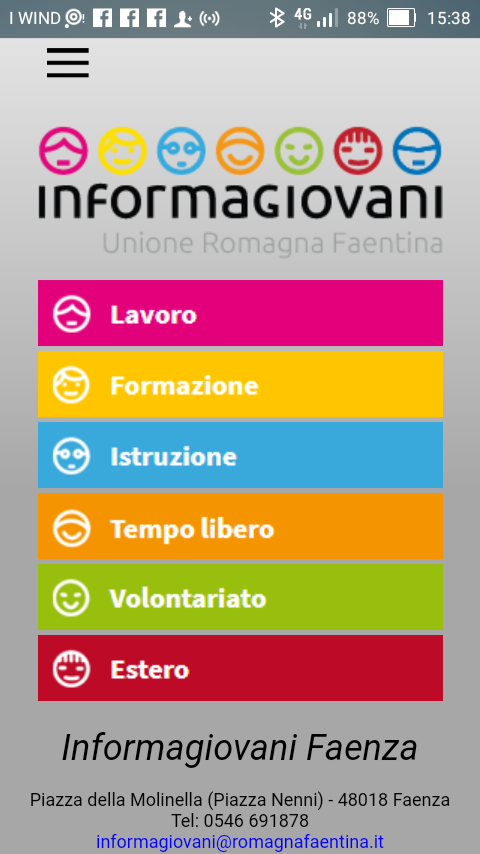 I WIND 4G 88% 15:38
informagiovani
Unione Romagna Faentina
Lavoro
Formazione
Istruzione
Tempo libero
Volontariato
Estero
Informagiovani Faenza
Piazza della Molinella (Piazza Nenni) - 48018 Faenza
Tel: 0546 691878
informagiovani@romagnafaentina.it